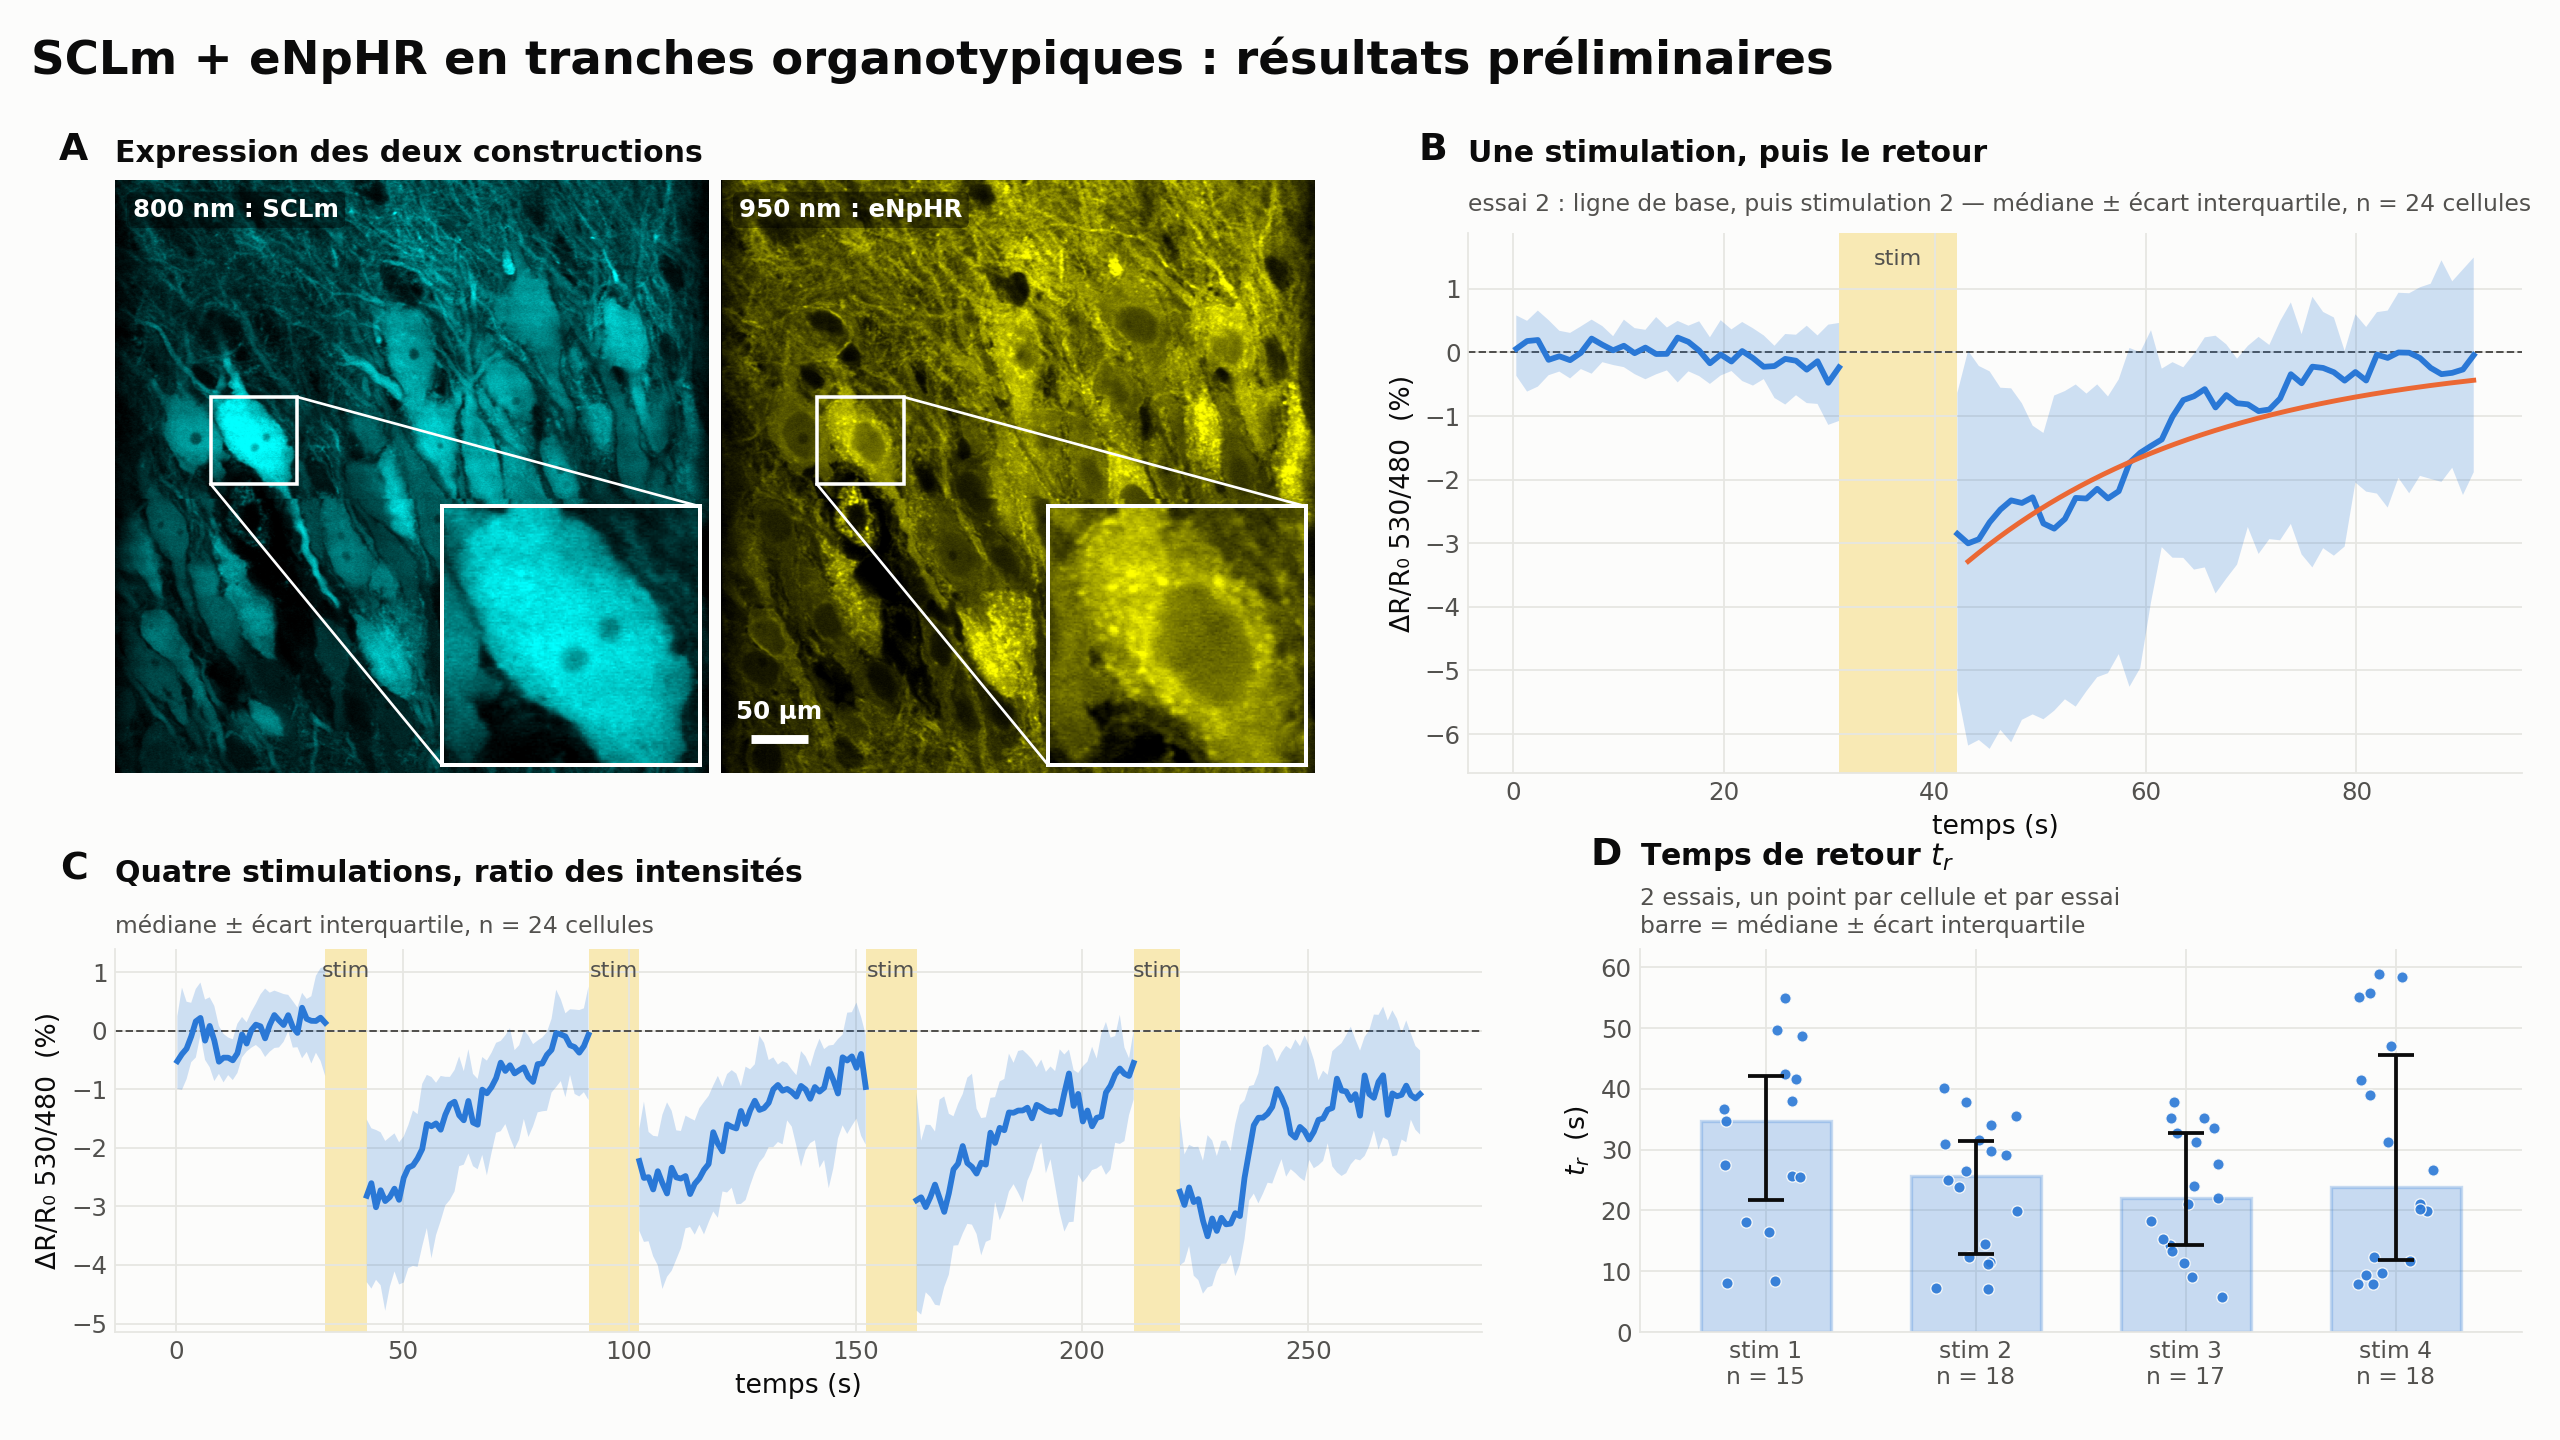 SCLm + eNpHR en tranches organotypiques : résultats préliminaires
A Expression des deux constructions
800 nm : SCLm
950 nm : eNpHR
50 µm
B Une stimulation, puis le retour
essai 2 : ligne de base, puis stimulation 2 — médiane ± écart interquartile, n = 24 cellules
stim
1
0
−1
−2
−3
−4
−5
−6
ΔR/R₀ 530/480 (%)
0 20 40 60 80
temps (s)
C Quatre stimulations, ratio des intensités
médiane ± écart interquartile, n = 24 cellules
stim stim stim stim
1
0
−1
−2
−3
−4
−5
ΔR/R₀ 530/480 (%)
0 50 100 150 200 250
temps (s)
D Temps de retour tᵣ
2 essais, un point par cellule et par essai
barre = médiane ± écart interquartile
60
50
40
30
20
10
0
tᵣ (s)
stim 1 stim 2 stim 3 stim 4
n = 15 n = 18 n = 17 n = 18